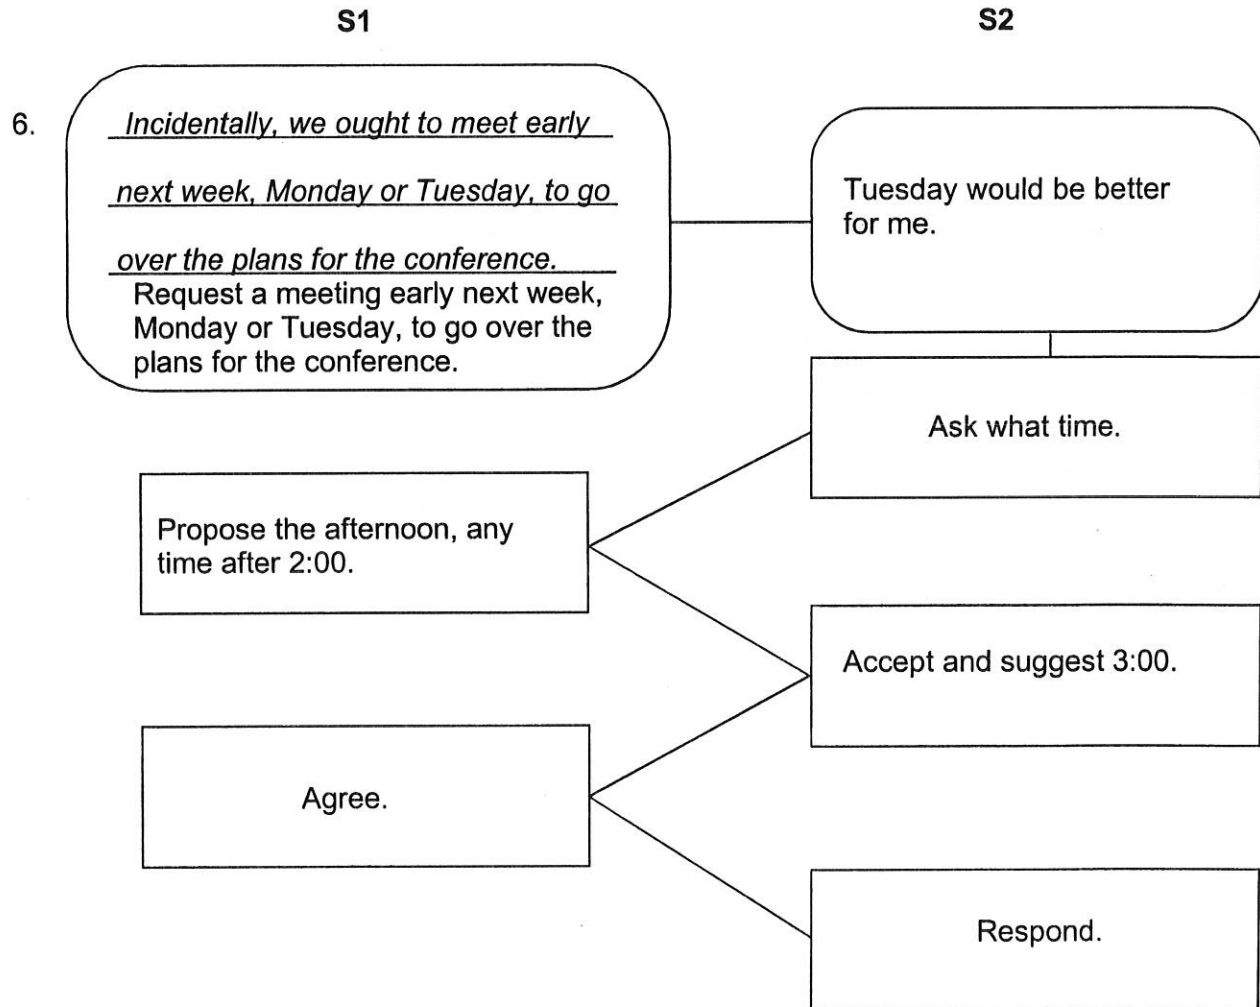 S1
S2
6.
Incidentally, we ought to meet early
next week, Monday or Tuesday, to go
over the plans for the conference.
Request a meeting early next week,
Monday or Tuesday, to go over the
plans for the conference.
Tuesday would be better
for me.
Ask what time.
Propose the afternoon, any
time after 2:00.
Accept and suggest 3:00.
Agree.
Respond.